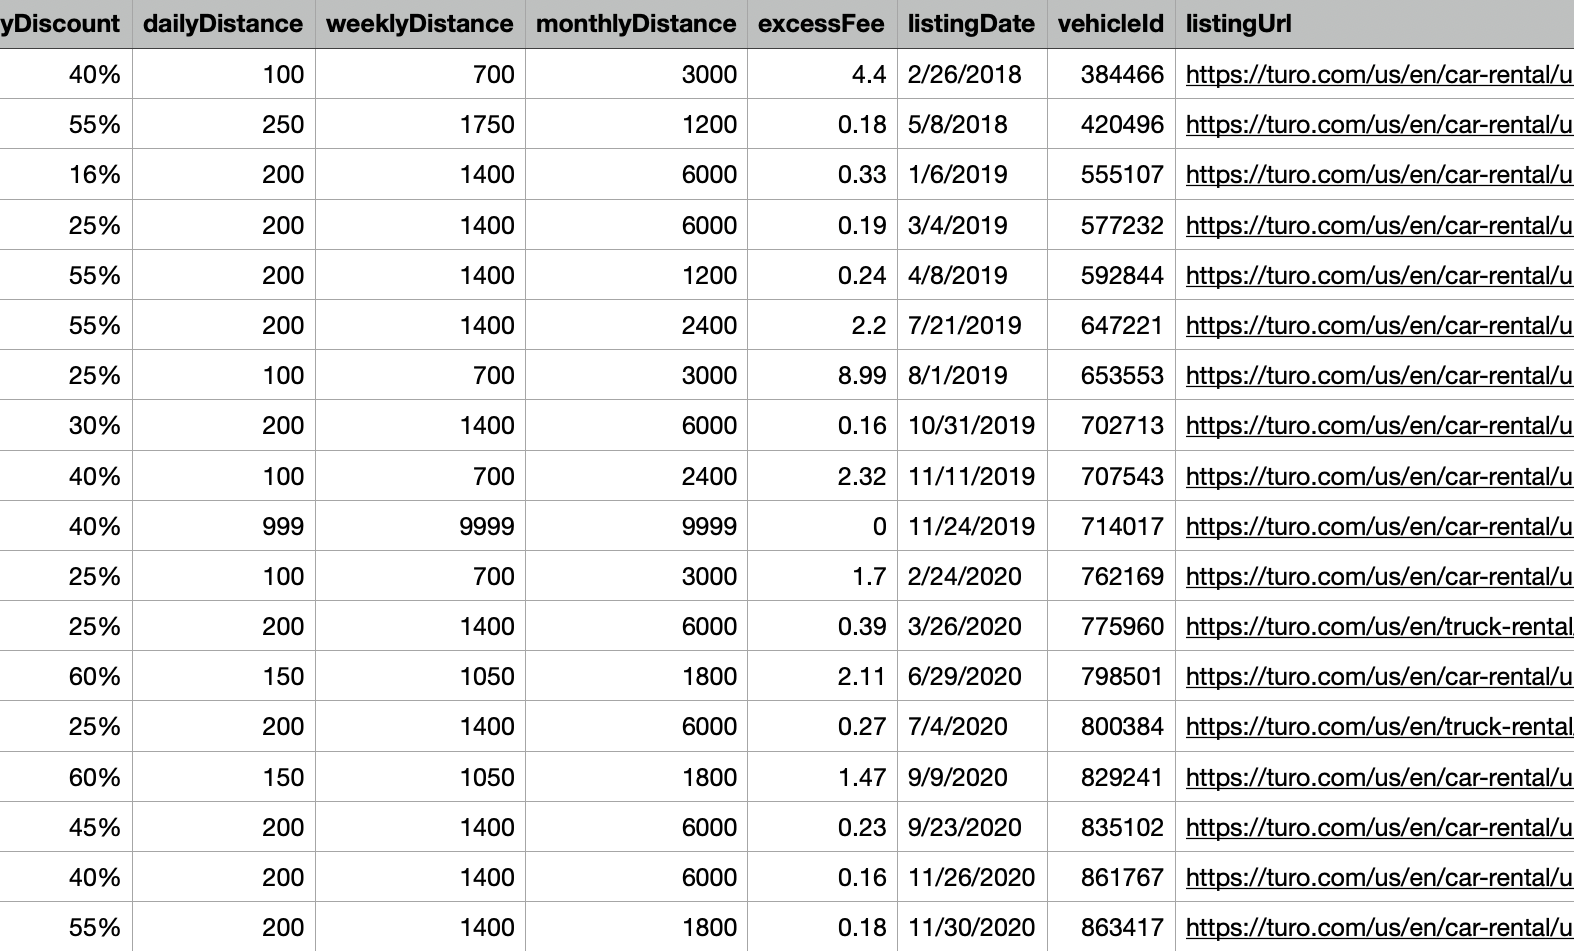 yDiscount dailyDistance weeklyDistance monthlyDistance excessFee listingDate vehicleId listingUrl
40% 100 700 3000 4.4 2/26/2018 384466 https://turo.com/us/en/car-rental/u
55% 250 1750 1200 0.18 5/8/2018 420496 https://turo.com/us/en/car-rental/u
16% 200 1400 6000 0.33 1/6/2019 555107 https://turo.com/us/en/car-rental/u
25% 200 1400 6000 0.19 3/4/2019 577232 https://turo.com/us/en/car-rental/u
55% 200 1400 1200 0.24 4/8/2019 592844 https://turo.com/us/en/car-rental/u
55% 200 1400 2400 2.2 7/21/2019 647221 https://turo.com/us/en/car-rental/u
25% 100 700 3000 8.99 8/1/2019 653553 https://turo.com/us/en/car-rental/u
30% 200 1400 6000 0.16 10/31/2019 702713 https://turo.com/us/en/car-rental/u
40% 100 700 2400 2.32 11/11/2019 707543 https://turo.com/us/en/car-rental/u
40% 999 9999 9999 0 11/24/2019 714017 https://turo.com/us/en/car-rental/u
25% 100 700 3000 1.7 2/24/2020 762169 https://turo.com/us/en/car-rental/u
25% 200 1400 6000 0.39 3/26/2020 775960 https://turo.com/us/en/truck-rental/
60% 150 1050 1800 2.11 6/29/2020 798501 https://turo.com/us/en/car-rental/u
25% 200 1400 6000 0.27 7/4/2020 800384 https://turo.com/us/en/truck-rental/
60% 150 1050 1800 1.47 9/9/2020 829241 https://turo.com/us/en/car-rental/u
45% 200 1400 6000 0.23 9/23/2020 835102 https://turo.com/us/en/car-rental/u
40% 200 1400 6000 0.16 11/26/2020 861767 https://turo.com/us/en/car-rental/u
55% 200 1400 1800 0.18 11/30/2020 863417 https://turo.com/us/en/car-rental/u